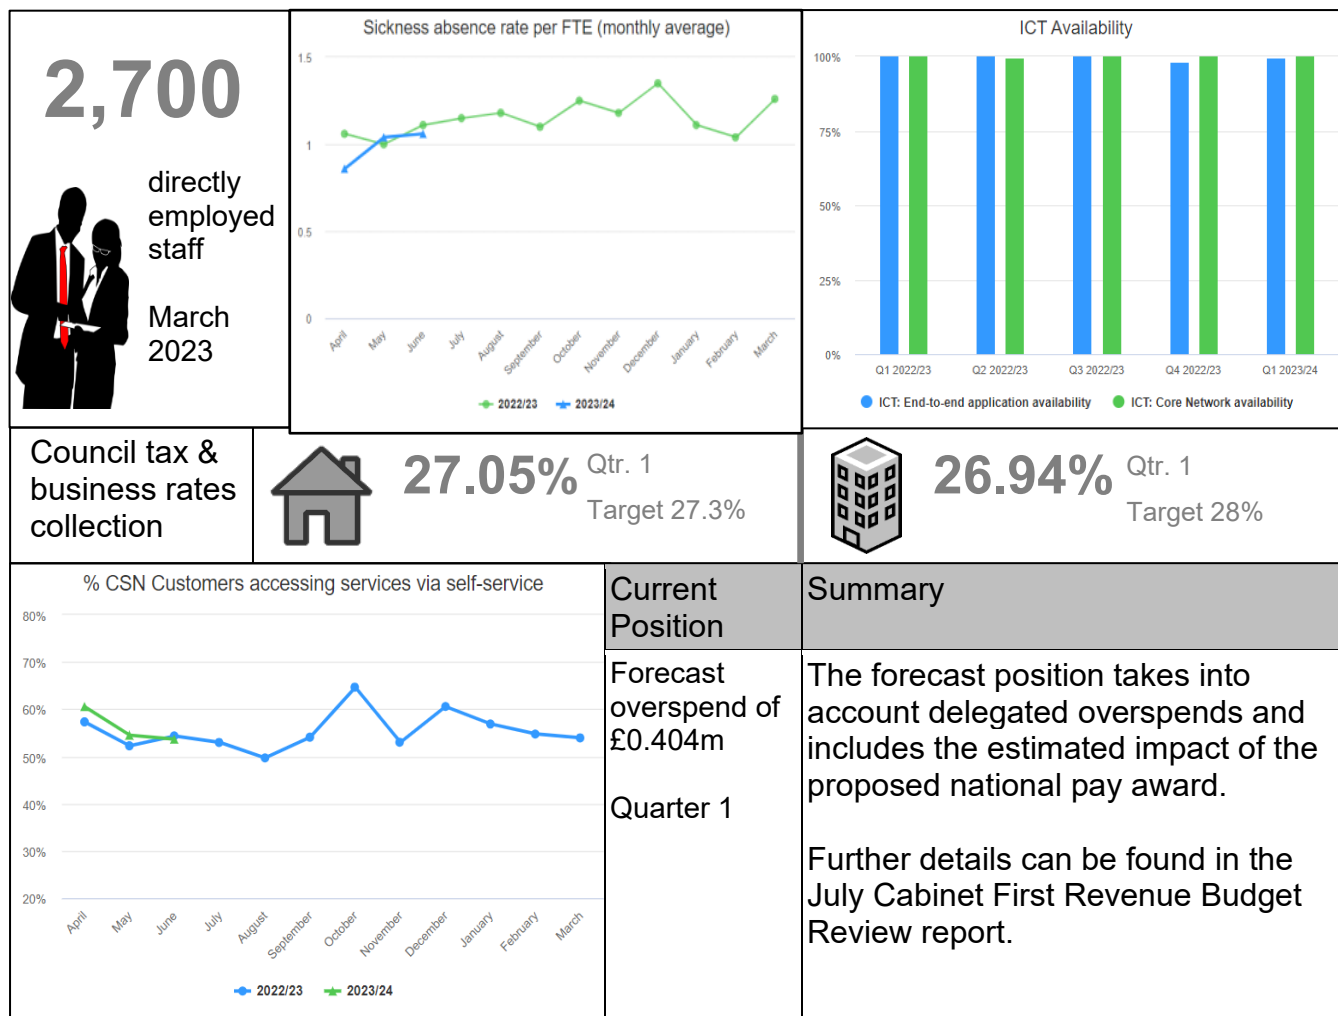 2,700
directly
employed
staff
March
2023
Sickness absence rate per FTE (monthly average)
1.5
1
0.5
0
April
May
June
July
August
September
October
November
December
January
February
March
2022/23
2023/24
ICT Availability
100%
75%
50%
25%
0%
Q1 2022/23
Q2 2022/23
Q3 2022/23
Q4 2022/23
Q1 2023/24
ICT: End-to-end application availability
ICT: Core Network availability
Council tax &
business rates
collection
27.05%
Qtr. 1
Target 27.3%
26.94%
Qtr. 1
Target 28%
% CSN Customers accessing services via self-service
80%
70%
60%
50%
40%
30%
20%
April
May
June
July
August
September
October
November
December
January
February
March
2022/23
2023/24
Current
Position
Forecast
overspend of
£0.404m
Quarter 1
Summary
The forecast position takes into
account delegated overspends and
includes the estimated impact of the
proposed national pay award.
Further details can be found in the
July Cabinet First Revenue Budget
Review report.